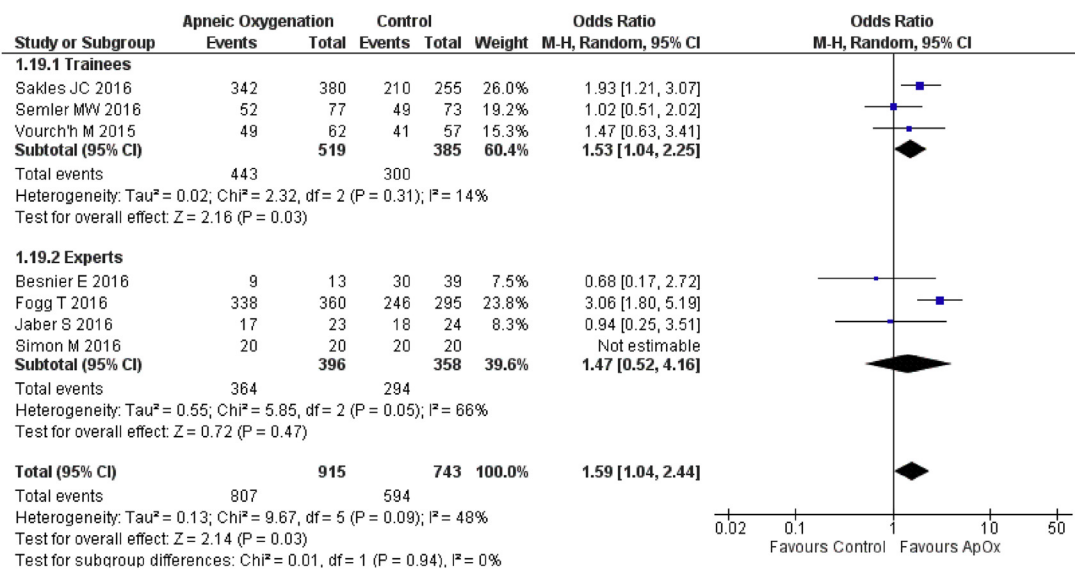 Apneic Oxygenation Control Odds Ratio Odds Ratio
Study or Subgroup Events Total Events Total Weight M-H, Random, 95% CI M-H, Random, 95% CI
1.19.1 Trainees
Sakles JC 2016 342 380 210 255 26.0% 1.93 [1.21, 3.07]
Semler MW 2016 52 77 49 73 19.2% 1.02 [0.51, 2.02]
Vourc'h M 2015 49 62 41 57 15.3% 1.47 [0.63, 3.41]
Subtotal (95% CI) 519 385 60.4% 1.53 [1.04, 2.25]
Total events 443 300
Heterogeneity: Tau² = 0.02; Chi² = 2.32, df = 2 (P = 0.31); I² = 14%
Test for overall effect: Z = 2.16 (P = 0.03)
1.19.2 Experts
Besnier E 2016 9 13 30 39 7.5% 0.68 [0.17, 2.72]
Fogg T 2016 338 360 246 295 23.8% 3.06 [1.80, 5.19]
Jaber S 2016 17 23 18 24 8.3% 0.94 [0.25, 3.51]
Simon M 2016 20 20 20 20 Not estimable
Subtotal (95% CI) 396 358 39.6% 1.47 [0.52, 4.16]
Total events 364 294
Heterogeneity: Tau² = 0.55; Chi² = 5.85, df = 2 (P = 0.05); I² = 66%
Test for overall effect: Z = 0.72 (P = 0.47)
Total (95% CI) 915 743 100.0% 1.59 [1.04, 2.44]
Total events 807 594
Heterogeneity: Tau² = 0.13; Chi² = 9.67, df = 5 (P = 0.09); I² = 48%
Test for overall effect: Z = 2.14 (P = 0.03)
Test for subgroup differences: Chi² = 0.01, df = 1 (P = 0.94), I² = 0%
0.02 0.1 1 10 50
Favours Control Favours ApOx